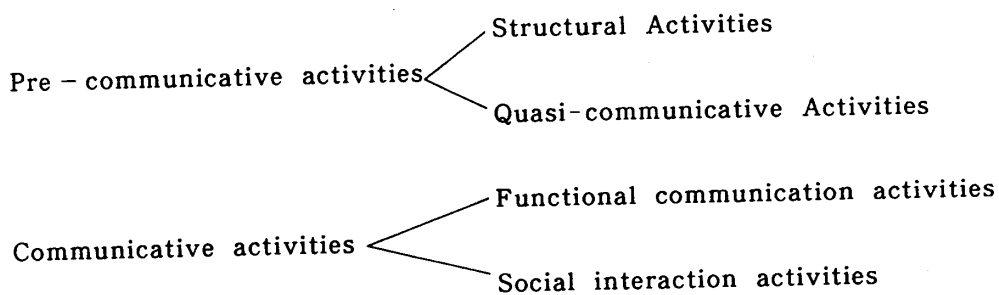 Structural Activities
Pre - communicative activities
Quasi-communicative Activities
Functional communication activities
Communicative activities
Social interaction activities